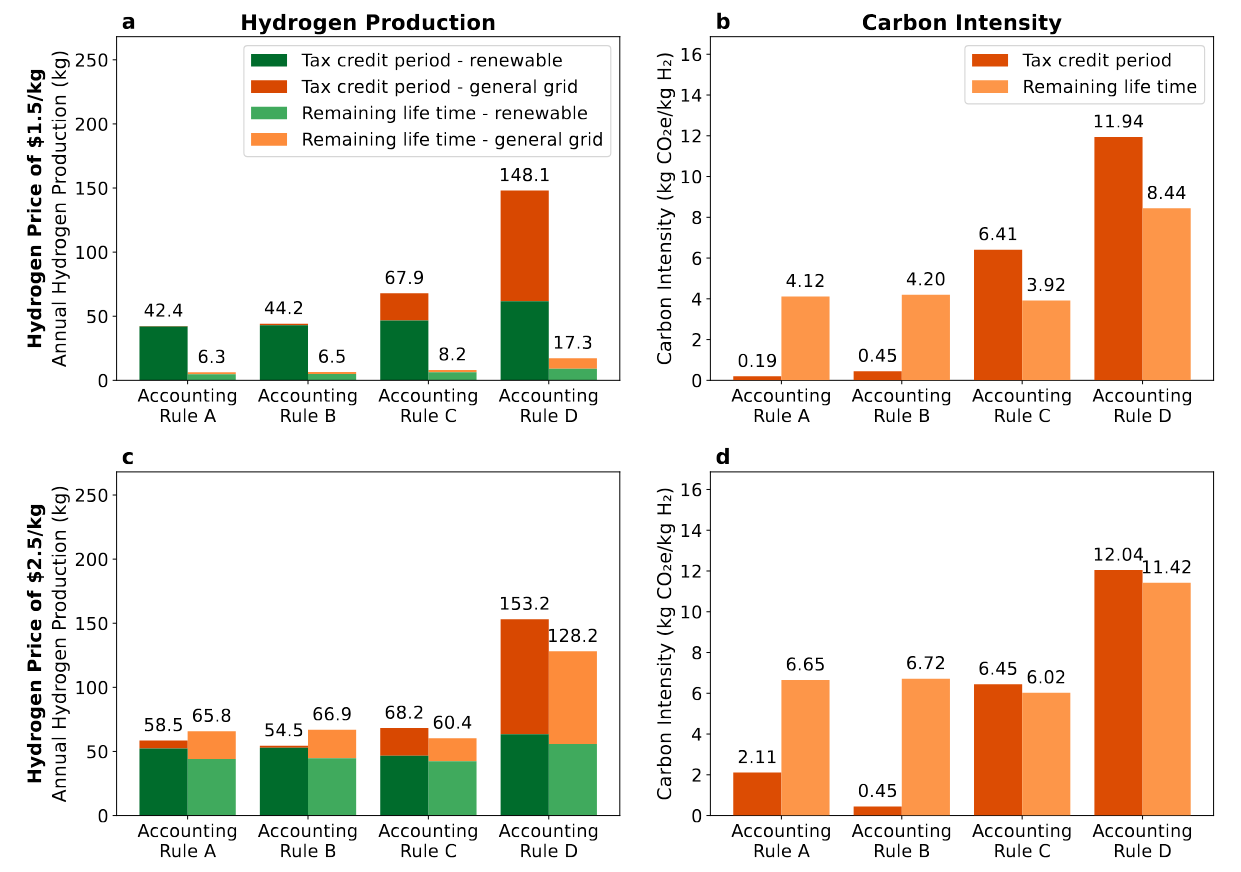 a
Hydrogen Production
Hydrogen Price of $1.5/kg
Annual Hydrogen Production (kg)
250
200
150
100
50
0
Tax credit period - renewable
Tax credit period - general grid
Remaining life time - renewable
Remaining life time - general grid
42.4
6.3
44.2
6.5
67.9
8.2
148.1
17.3
Accounting
Rule A
Accounting
Rule B
Accounting
Rule C
Accounting
Rule D
b
Carbon Intensity
Carbon Intensity (kg CO₂e/kg H₂)
16
14
12
10
8
6
4
2
0
Tax credit period
Remaining life time
0.19
4.12
0.45
4.20
6.41
3.92
11.94
8.44
Accounting
Rule A
Accounting
Rule B
Accounting
Rule C
Accounting
Rule D
c
Hydrogen Price of $2.5/kg
Annual Hydrogen Production (kg)
250
200
150
100
50
0
58.5
65.8
54.5
66.9
68.2
60.4
153.2
128.2
Accounting
Rule A
Accounting
Rule B
Accounting
Rule C
Accounting
Rule D
d
Carbon Intensity (kg CO₂e/kg H₂)
16
14
12
10
8
6
4
2
0
2.11
6.65
0.45
6.72
6.45
6.02
12.04
11.42
Accounting
Rule A
Accounting
Rule B
Accounting
Rule C
Accounting
Rule D